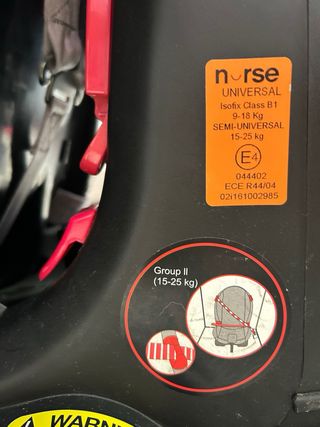 nurse
UNIVERSAL
Isofix Class B1
9-18 Kg
SEMI-UNIVERSAL
15-25 kg
E4
044402
ECE R44/04
02i161002985
Group II
(15-25 kg)
WARNI